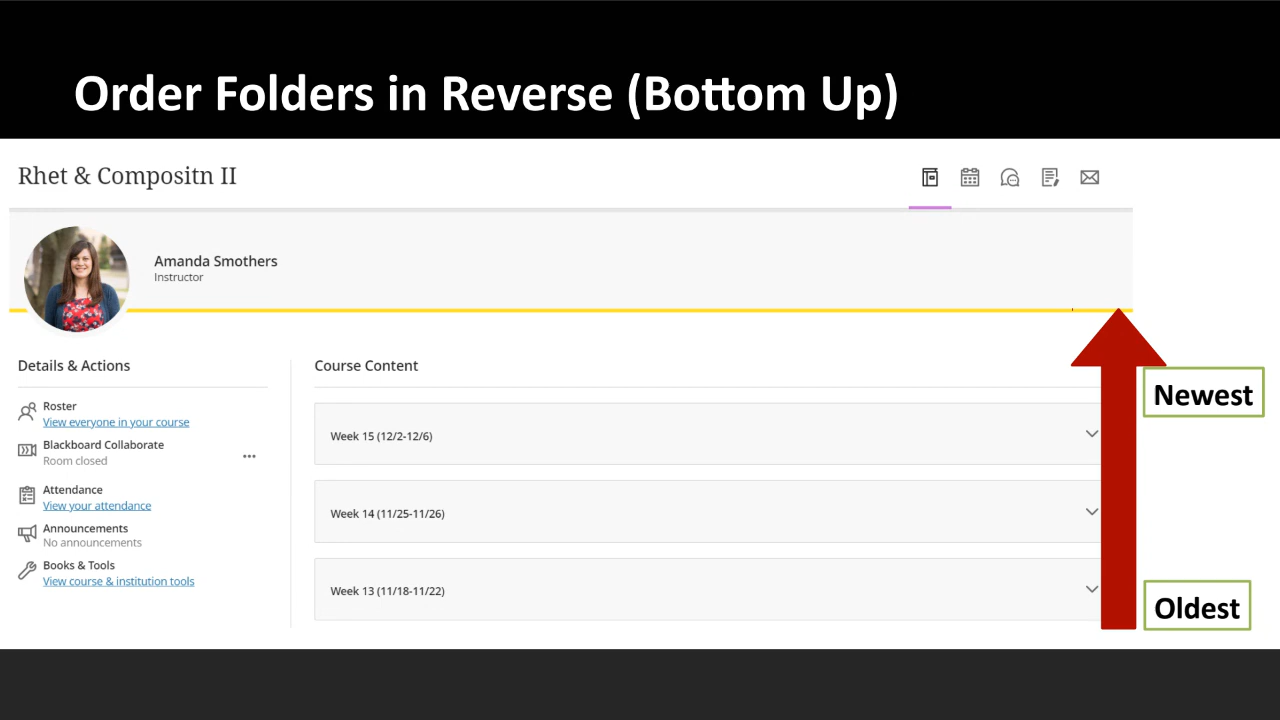 Order Folders in Reverse (Bottom Up)
Rhet & Compositn II
Amanda Smothers
Instructor
Details & Actions
Roster
View everyone in your course
Blackboard Collaborate
Room closed
Attendance
View your attendance
Announcements
No announcements
Books & Tools
View course & institution tools
Course Content
Week 15 (12/2-12/6)
Week 14 (11/25-11/26)
Week 13 (11/18-11/22)
Newest
Oldest